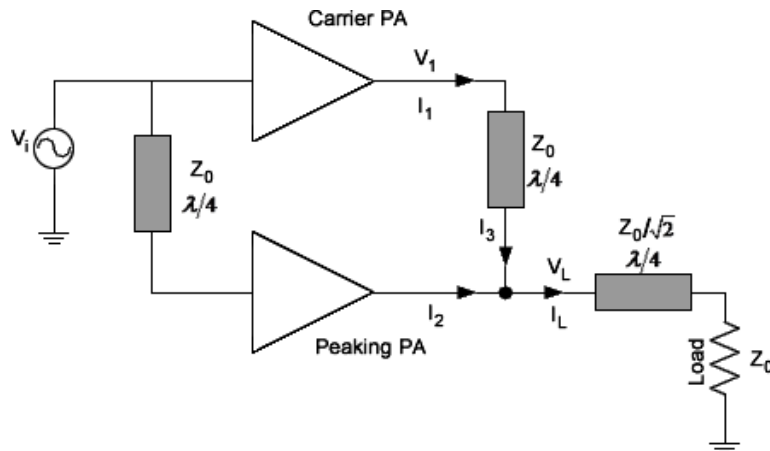 Carrier PA
V1
I1
Vi
Z0
λ/4
Z0
λ/4
I3
Z0/√2
λ/4
VL
IL
I2
Peaking PA
Load
Z0